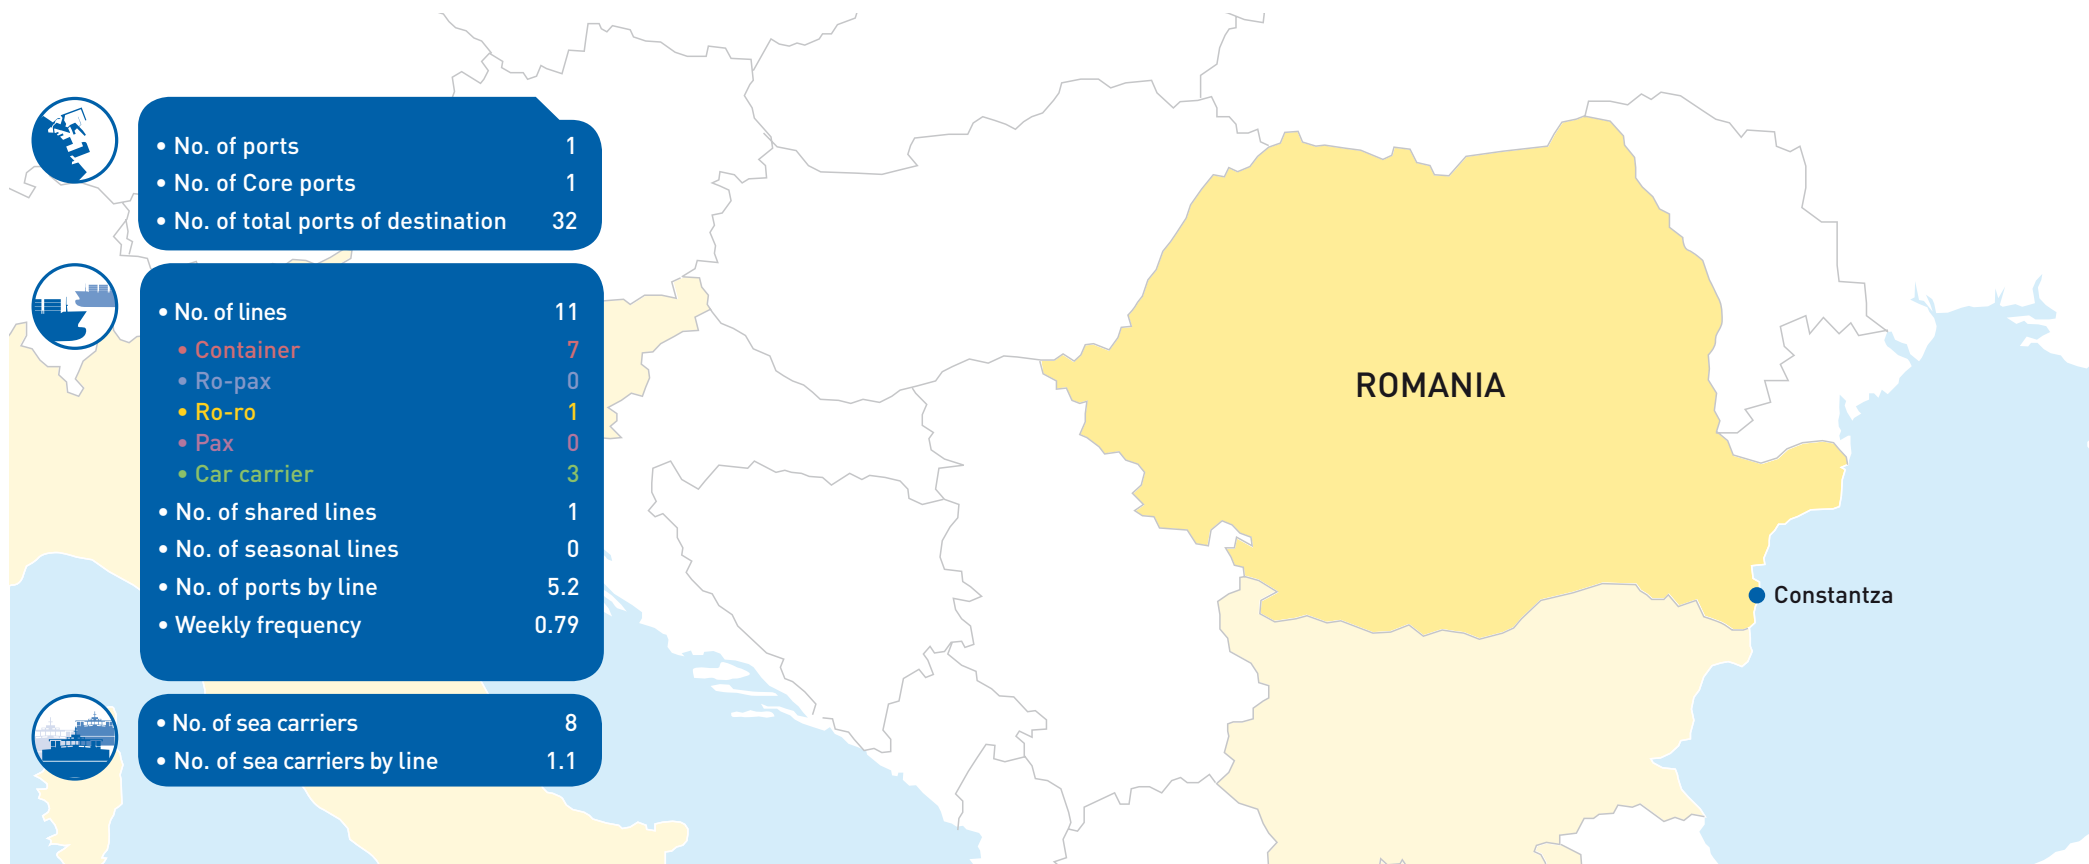 • No. of ports 1
• No. of Core ports 1
• No. of total ports of destination 32
• No. of lines 11
• Container 7
• Ro-pax 0
• Ro-ro 1
• Pax 0
• Car carrier 3
• No. of shared lines 1
• No. of seasonal lines 0
• No. of ports by line 5.2
• Weekly frequency 0.79
• No. of sea carriers 8
• No. of sea carriers by line 1.1
ROMANIA
Constantza